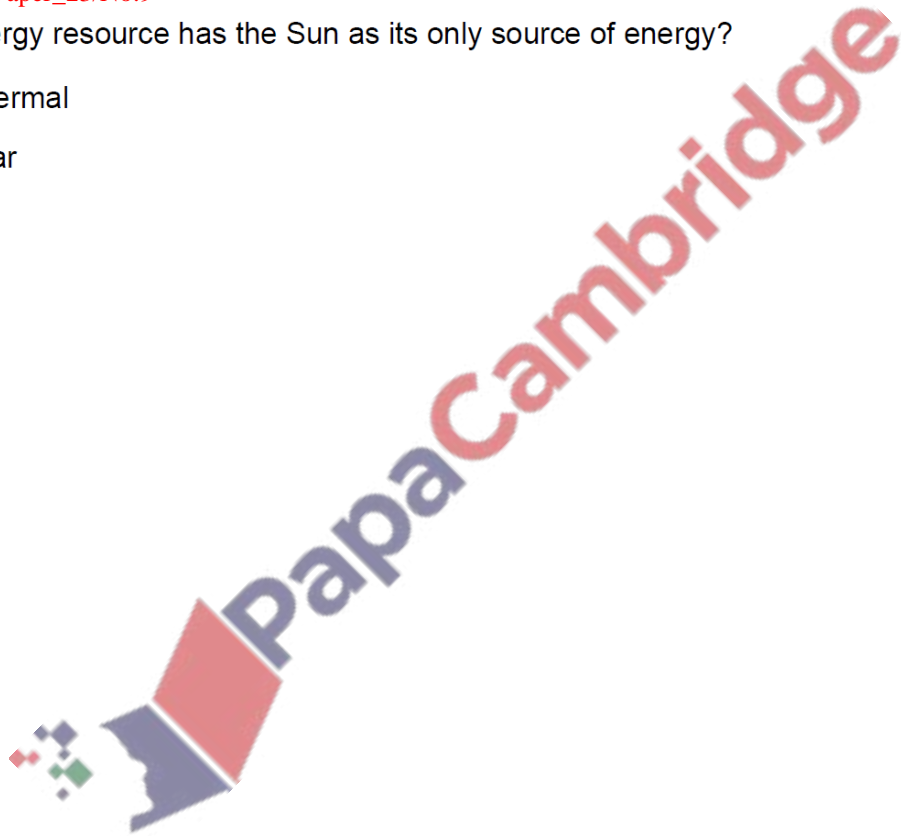 ergy resource has the Sun as its only source of energy?
ermal
ar
PapaCambridge